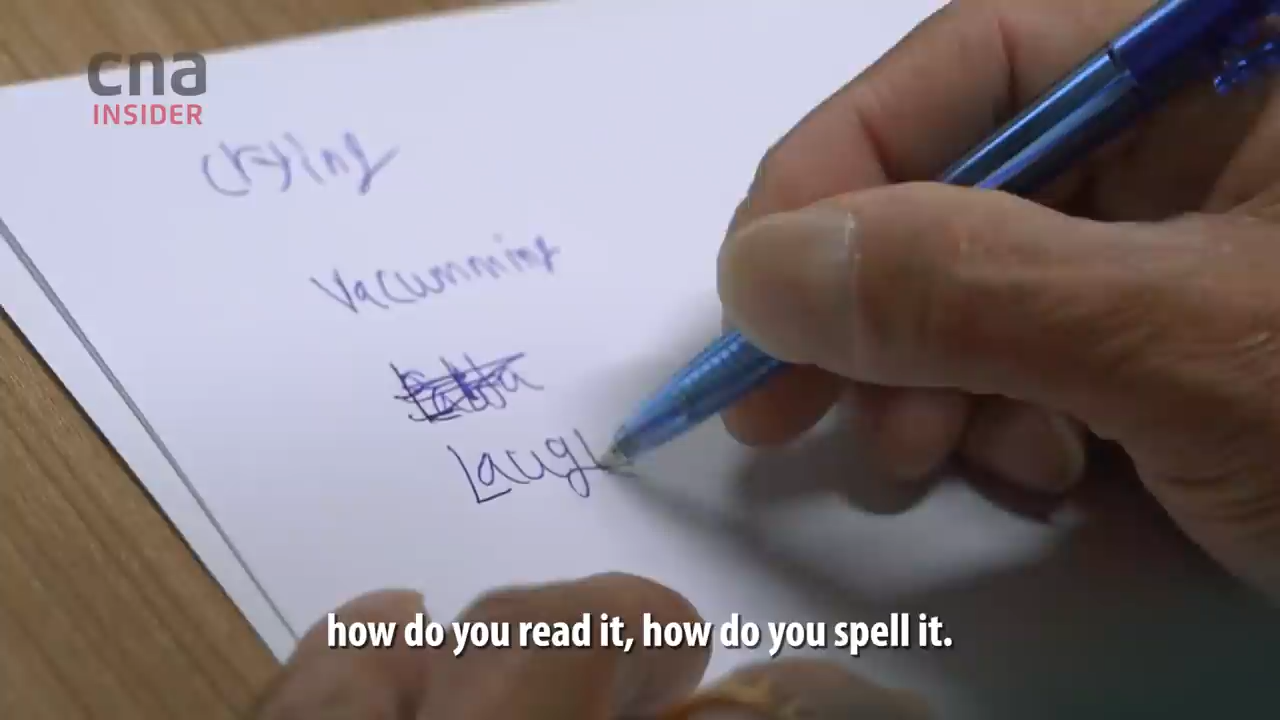 cna
INSIDER
Crying
Vacumming
Laugh
how do you read it, how do you spell it.